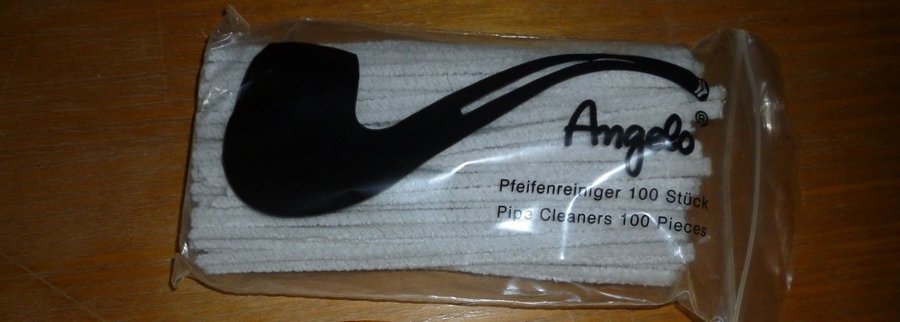 Angelo ®
Pfeifenreiniger 100 Stück
Pipe Cleaners 100 Pieces